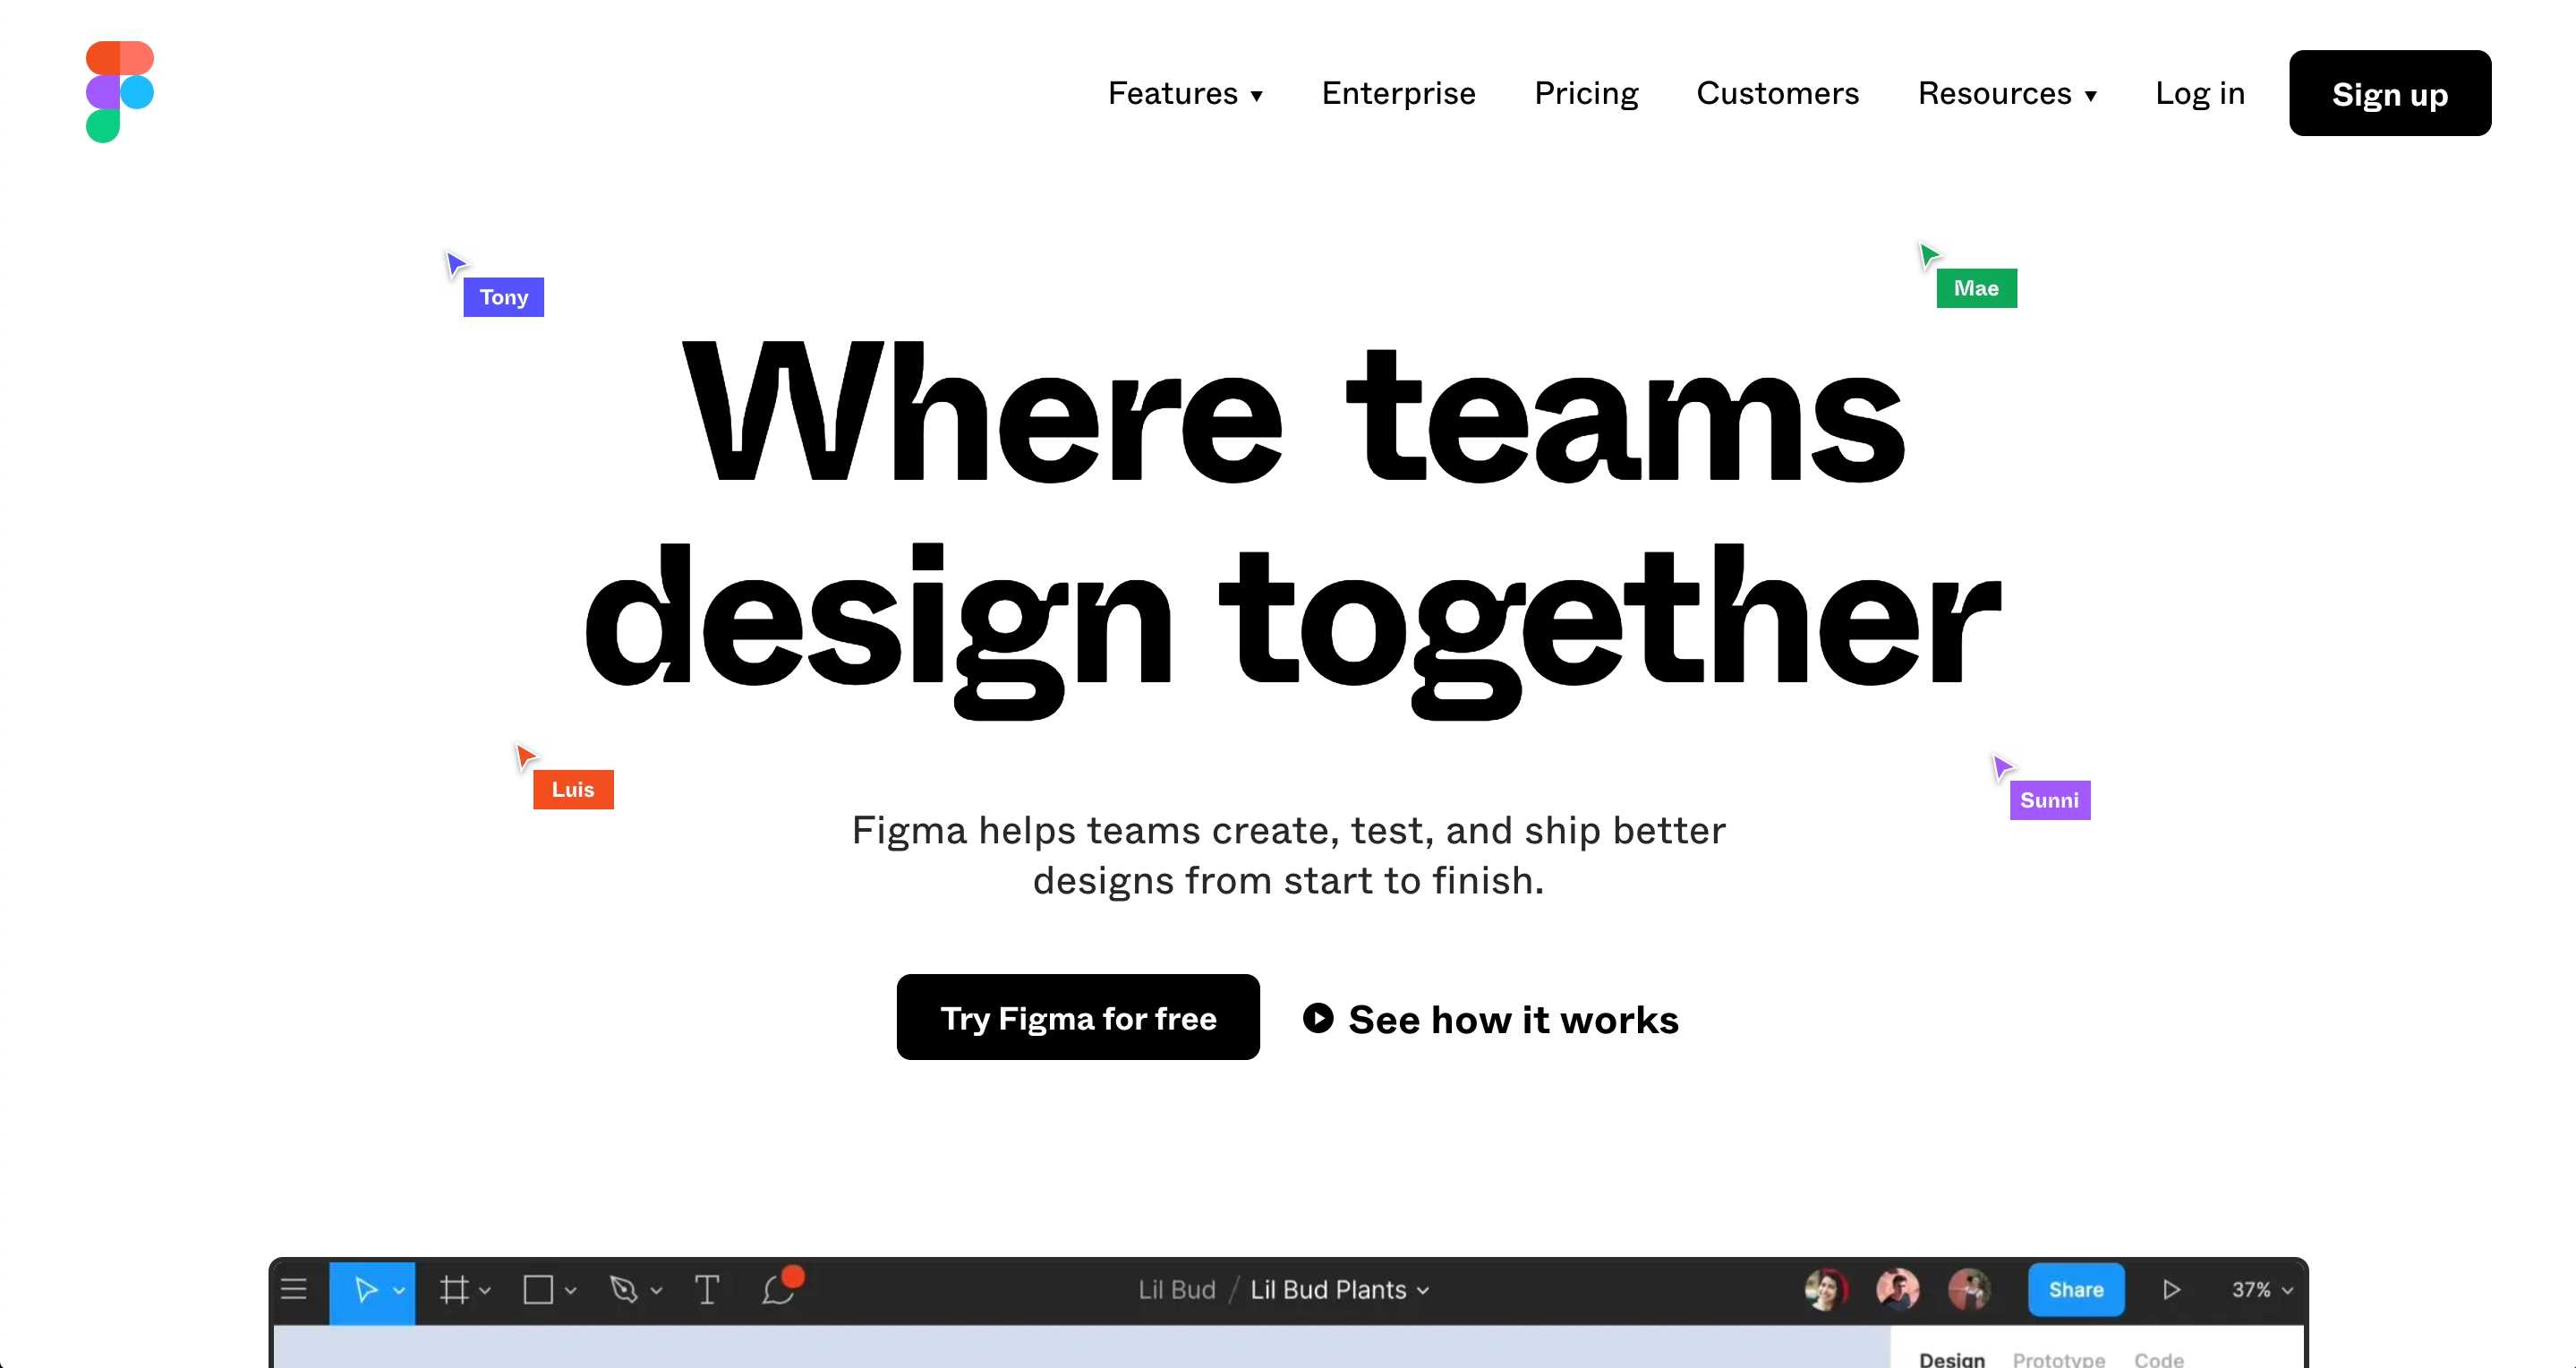 Features ▼ Enterprise Pricing Customers Resources ▼ Log in Sign up
Tony
Mae
Where teams
design together
Luis
Sunni
Figma helps teams create, test, and ship better
designs from start to finish.
Try Figma for free See how it works
Lil Bud / Lil Bud Plants Share 37%
Design Prototype Code